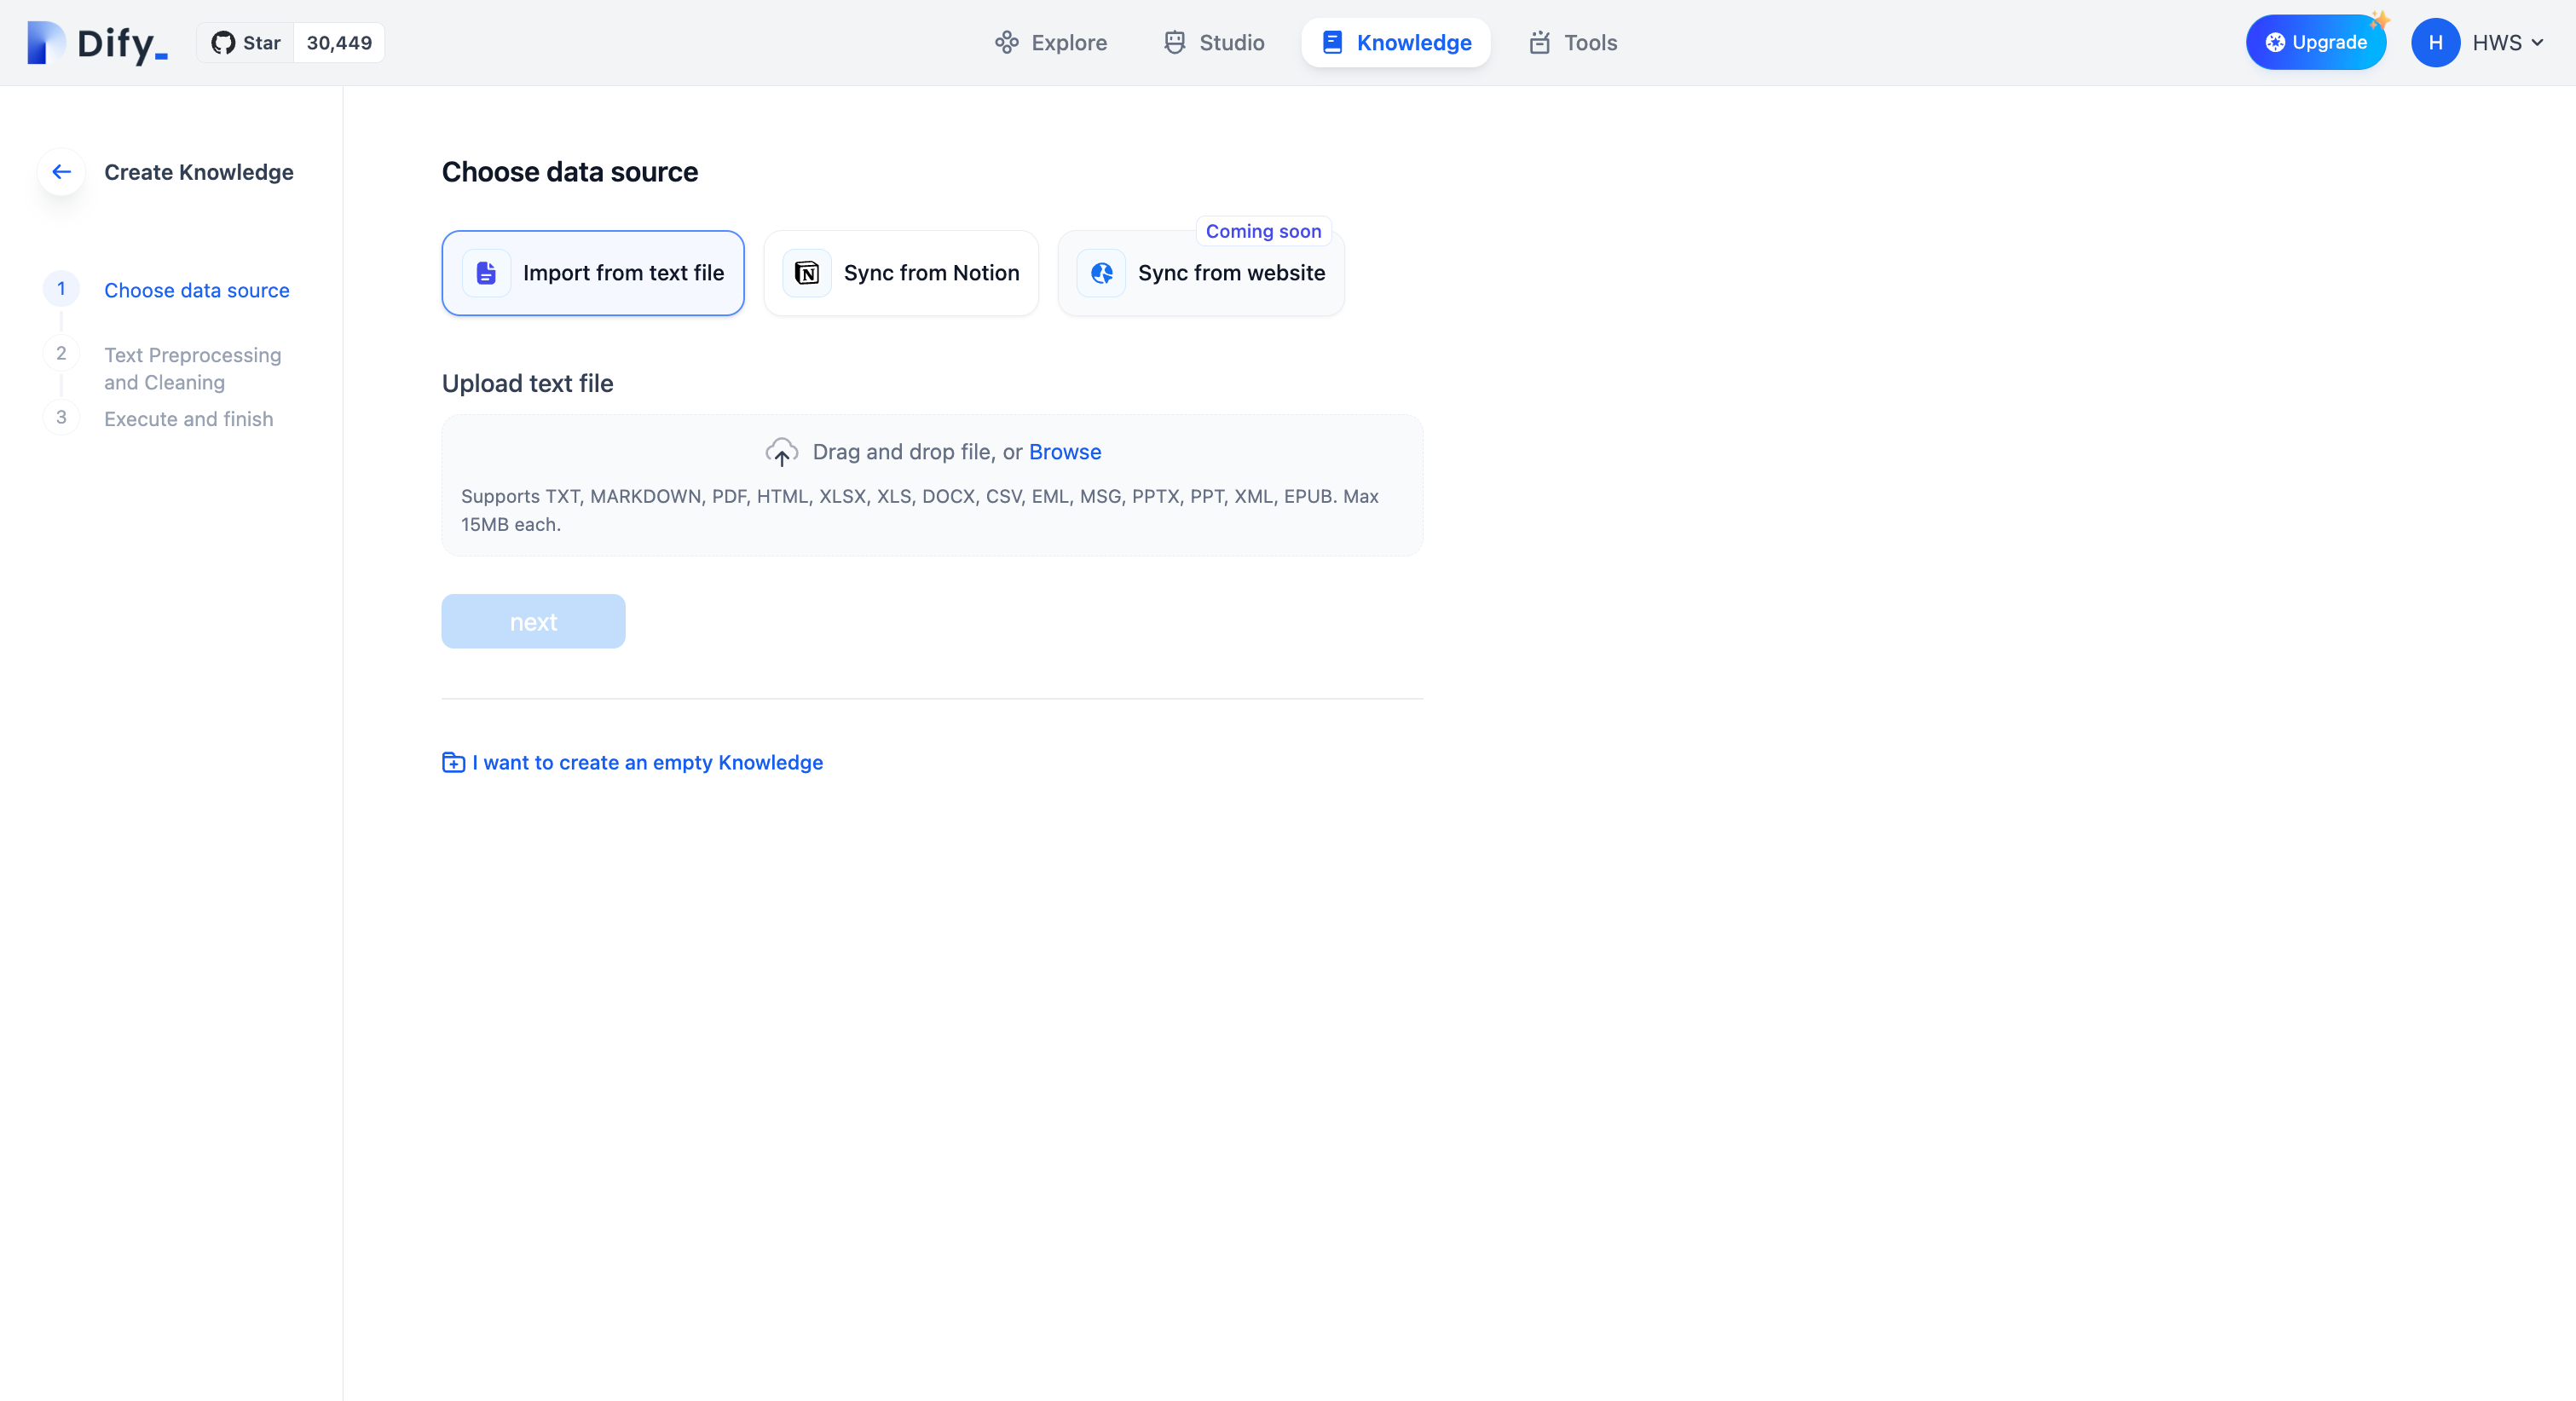 Dify_
Star 30,449
Explore
Studio
Knowledge
Tools
Upgrade
H HWS
Create Knowledge
1 Choose data source
2 Text Preprocessing
and Cleaning
3 Execute and finish
Choose data source
Coming soon
Import from text file
N Sync from Notion
Sync from website
Upload text file
Drag and drop file, or Browse
Supports TXT, MARKDOWN, PDF, HTML, XLSX, XLS, DOCX, CSV, EML, MSG, PPTX, PPT, XML, EPUB. Max
15MB each.
next
I want to create an empty Knowledge